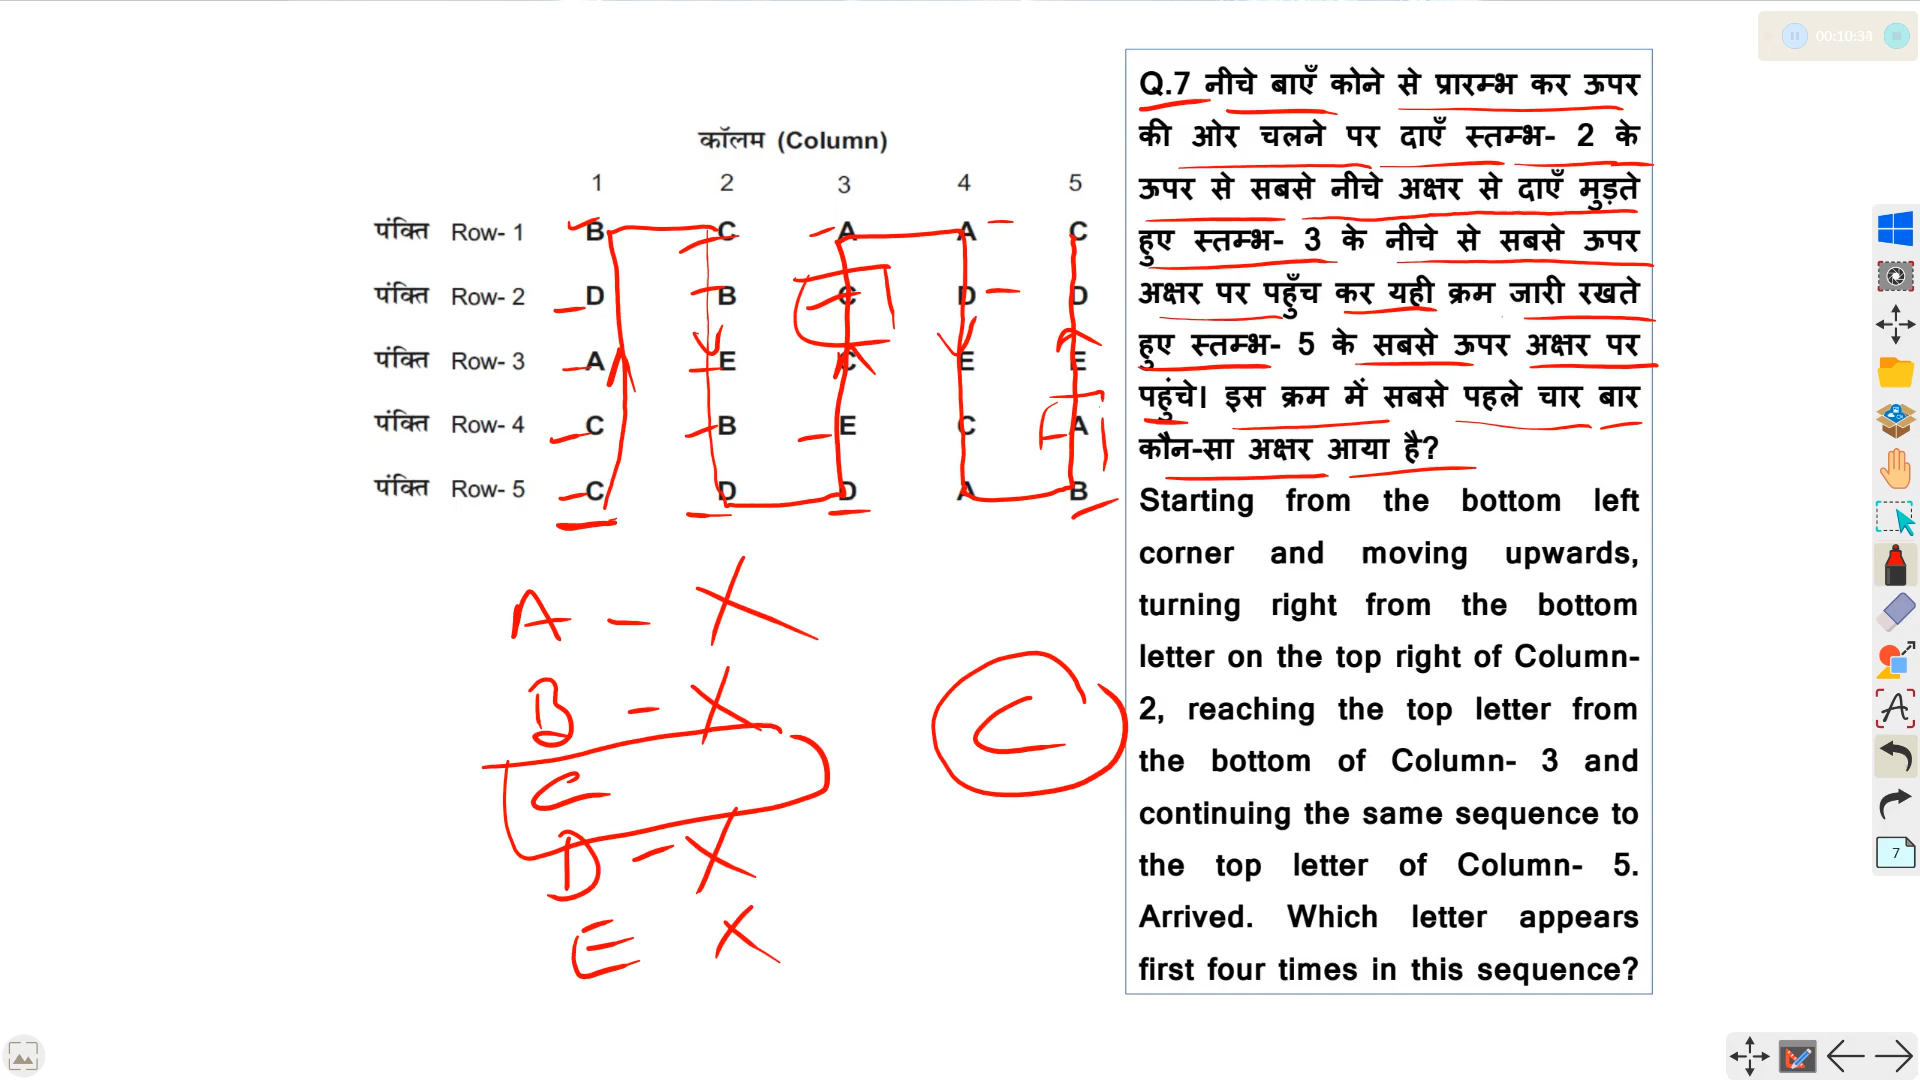 00:10:34
कॉलम (Column)
1 2 3 4 5
पंक्ति Row- 1 B C A A C
पंक्ति Row- 2 D B C D D
पंक्ति Row- 3 A E C E E
पंक्ति Row- 4 C B E C A
पंक्ति Row- 5 C D D A B
A - X
B - X
C
D - X
E X
C
Q.7 नीचे बाएँ कोने से प्रारम्भ कर ऊपर
की ओर चलने पर दाएँ स्तम्भ- 2 के
ऊपर से सबसे नीचे अक्षर से दाएँ मुड़ते
हुए स्तम्भ- 3 के नीचे से सबसे ऊपर
अक्षर पर पहुँच कर यही क्रम जारी रखते
हुए स्तम्भ- 5 के सबसे ऊपर अक्षर पर
पहुंचे। इस क्रम में सबसे पहले चार बार
कौन-सा अक्षर आया है?
Starting from the bottom left
corner and moving upwards,
turning right from the bottom
letter on the top right of Column-
2, reaching the top letter from
the bottom of Column- 3 and
continuing the same sequence to
the top letter of Column- 5.
Arrived. Which letter appears
first four times in this sequence?
7